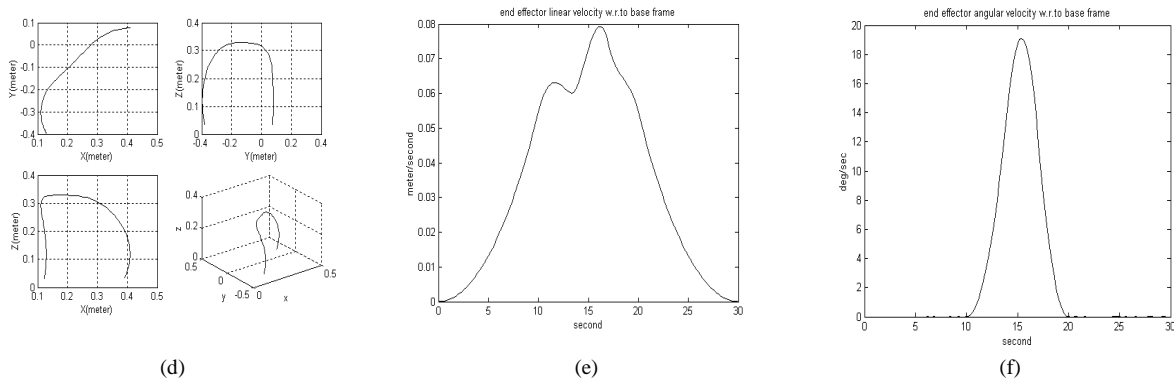 0.1
0
-0.1
-0.2
-0.3
-0.4
Y(meter)
0.1 0.2 0.3 0.4 0.5
X(meter)
0.4
0.3
0.2
0.1
0
Z(meter)
-0.4 -0.2 0 0.2 0.4
Y(meter)
0.4
0.3
0.2
0.1
0
Z(meter)
0.1 0.2 0.3 0.4 0.5
X(meter)
0.4
0.2
0
z
0.5
0
-0.5
y
0
0.5
x
(d)
end effector linear velocity w.r.to base frame
0.08
0.07
0.06
0.05
0.04
0.03
0.02
0.01
0
meter/second
0 5 10 15 20 25 30
second
(e)
end effector angular velocity w.r.to base frame
20
18
16
14
12
10
8
6
4
2
0
deg/sec
0 5 10 15 20 25 30
second
(f)